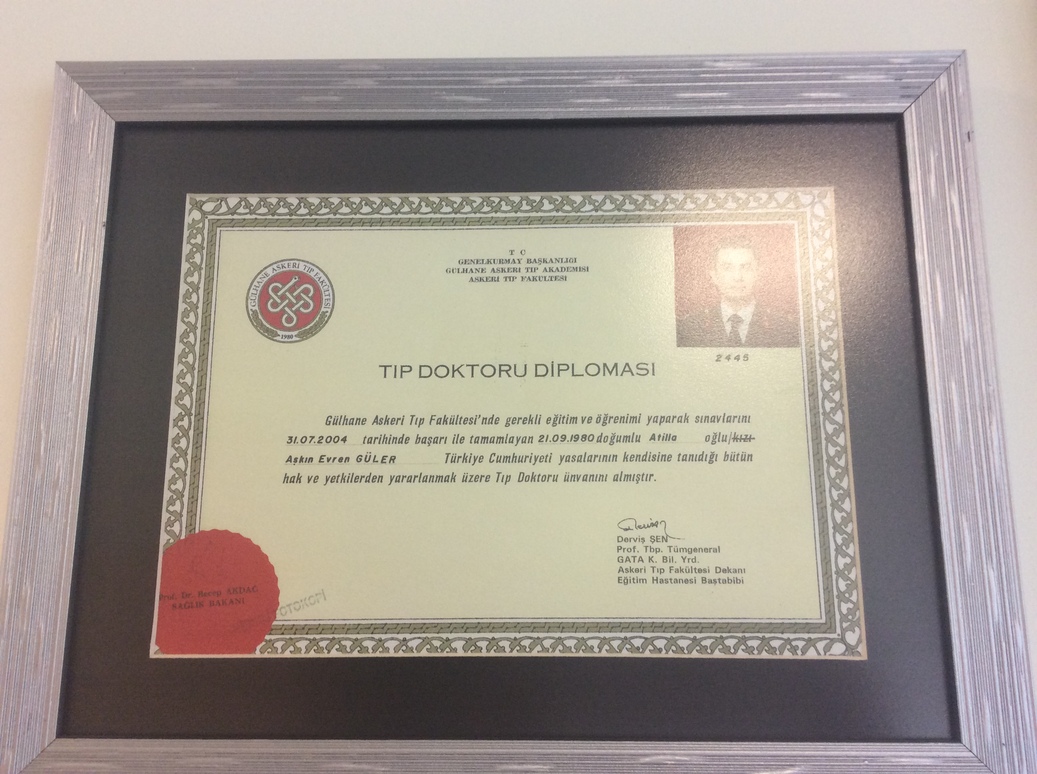 GÜLHANE ASKERİ TIP FAKÜLTESİ
1980
T C
GENELKURMAY BAŞKANLIĞI
GÜLHANE ASKERİ TIP AKADEMİSİ
ASKERİ TIP FAKÜLTESİ
2445
TIP DOKTORU DİPLOMASI
Gülhane Askeri Tıp Fakültesi'nde gerekli eğitim ve öğrenimi yaparak sınavlarını
31.07.2004 tarihinde başarı ile tamamlayan 21.09.1980 doğumlu Atilla oğlu/kızı
Aşkın Evren GÜLER Türkiye Cumhuriyeti yasalarının kendisine tanıdığı bütün
hak ve yetkilerden yararlanmak üzere Tıp Doktoru ünvanını almıştır.
Derviş ŞEN
Prof. Tbp. Tümgeneral
GATA K. Bil. Yrd.
Askeri Tıp Fakültesi Dekanı
Eğitim Hastanesi Baştabibi
Prof. Dr. Recep AKDAĞ
SAĞLIK BAKANI
FOTOKOPİ